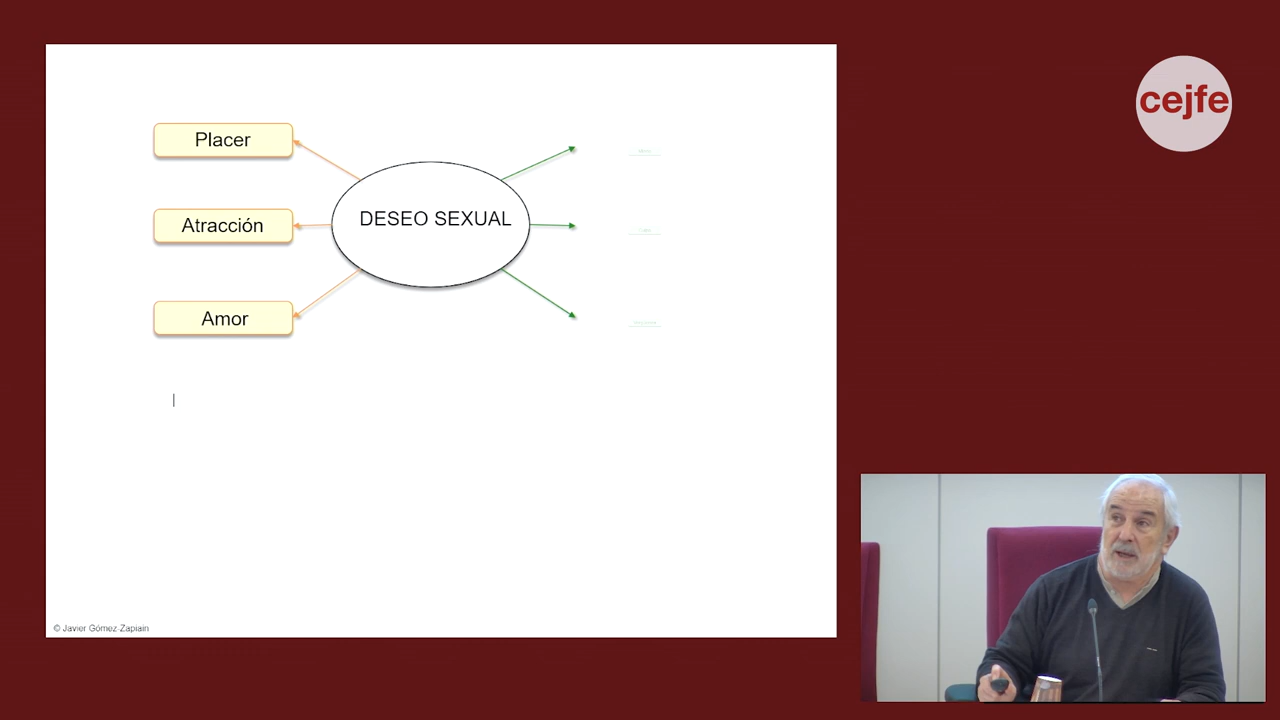 cejfe
Placer
DESEO SEXUAL
Atracción
Amor
© Javier Gómez Zapiain